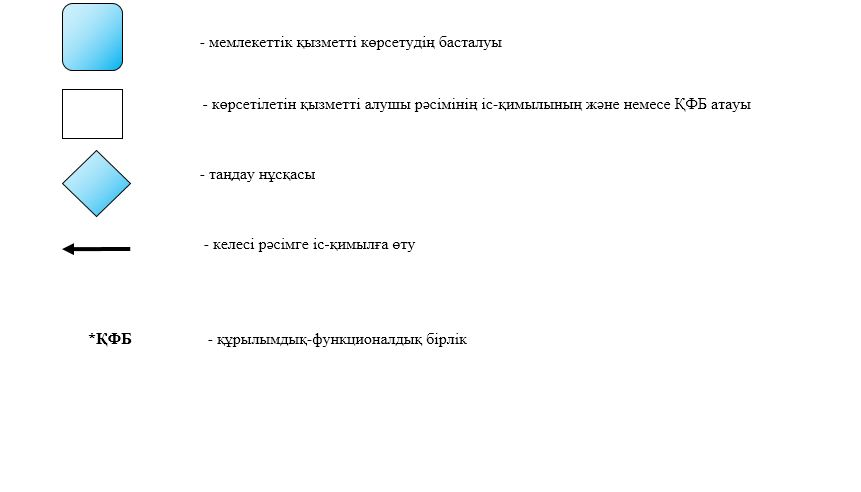 - мемлекеттік қызметті көрсетудің басталуы
- көрсетілетін қызметті алушы рәсімінің іс-қимылының және немесе ҚФБ атауы
- таңдау нұсқасы
- келесі рәсімге іс-қимылға өту
*ҚФБ - құрылымдық-функционалдық бірлік